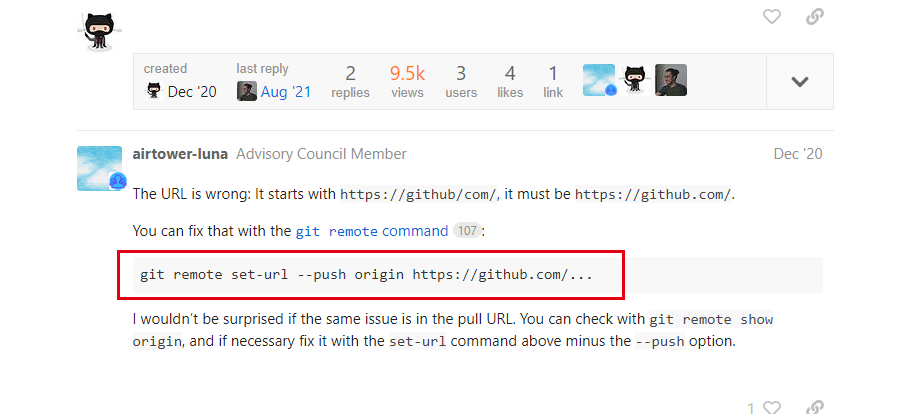 created
last reply
2
9.5k
3
4
1
Dec '20
Aug '21
replies
views
users
likes
link
airtower-luna Advisory Council Member
Dec '20
The URL is wrong: It starts with https://github/com/, it must be https://github.com/.
You can fix that with the git remote command 107:
git remote set-url --push origin https://github.com/...
I wouldn’t be surprised if the same issue is in the pull URL. You can check with git remote show
origin, and if necessary fix it with the set-url command above minus the --push option.
1